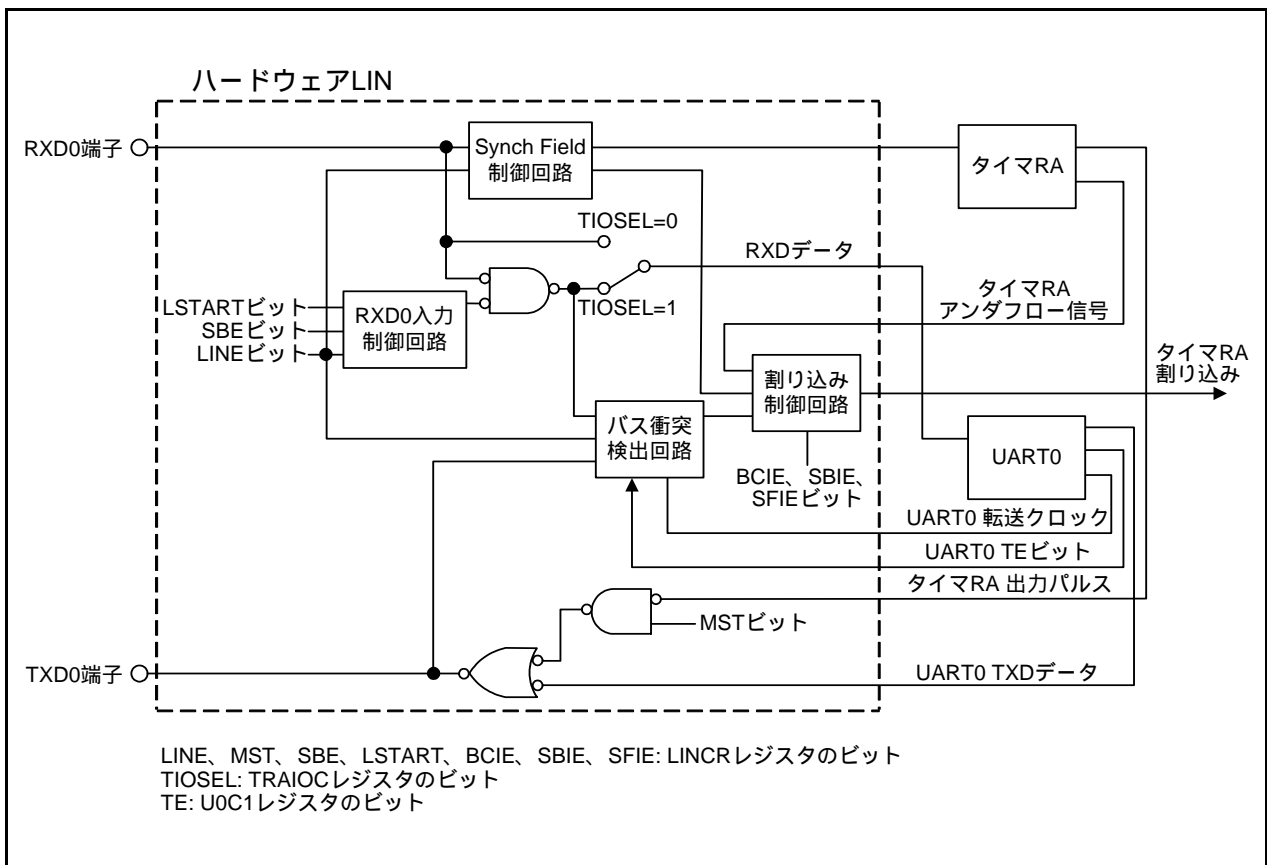 ハードウェアLIN
RXD0端子
Synch Field
制御回路
タイマRA
TIOSEL=0
RXDデータ
TIOSEL=1
LSTARTビット
SBEビット
LINEビット
RXD0入力
制御回路
タイマRA
アンダフロー信号
タイマRA
割り込み
割り込み
制御回路
バス衝突
検出回路
UART0
BCIE、SBIE、
SFIEビット
UART0 転送クロック
UART0 TEビット
タイマRA 出力パルス
MSTビット
TXD0端子
UART0 TXDデータ
LINE、MST、SBE、LSTART、BCIE、SBIE、SFIE: LINCRレジスタのビット
TIOSEL: TRAIOCレジスタのビット
TE: U0C1レジスタのビット